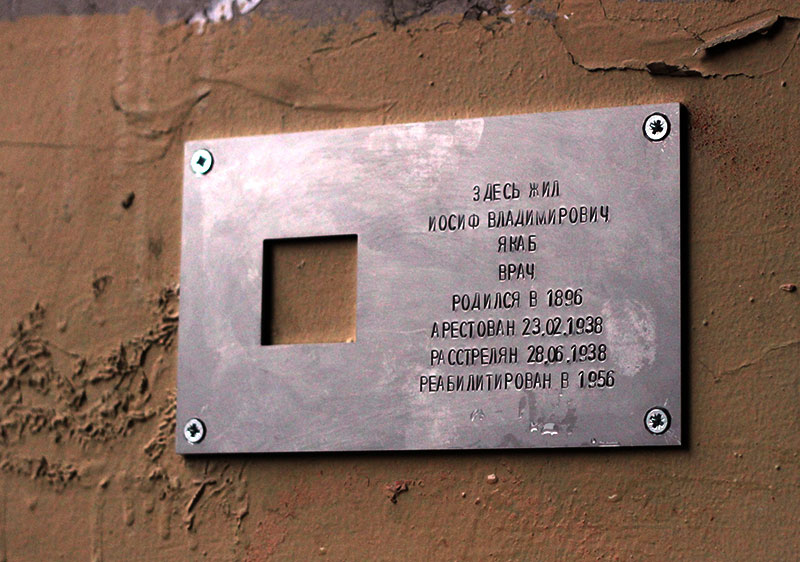 ЗДЕСЬ ЖИЛ
ИОСИФ ВЛАДИМИРОВИЧ
ЯКАБ
ВРАЧ
РОДИЛСЯ В 1896
АРЕСТОВАН 23.02.1938
РАССТРЕЛЯН 28.06.1938
РЕАБИЛИТИРОВАН В 1956